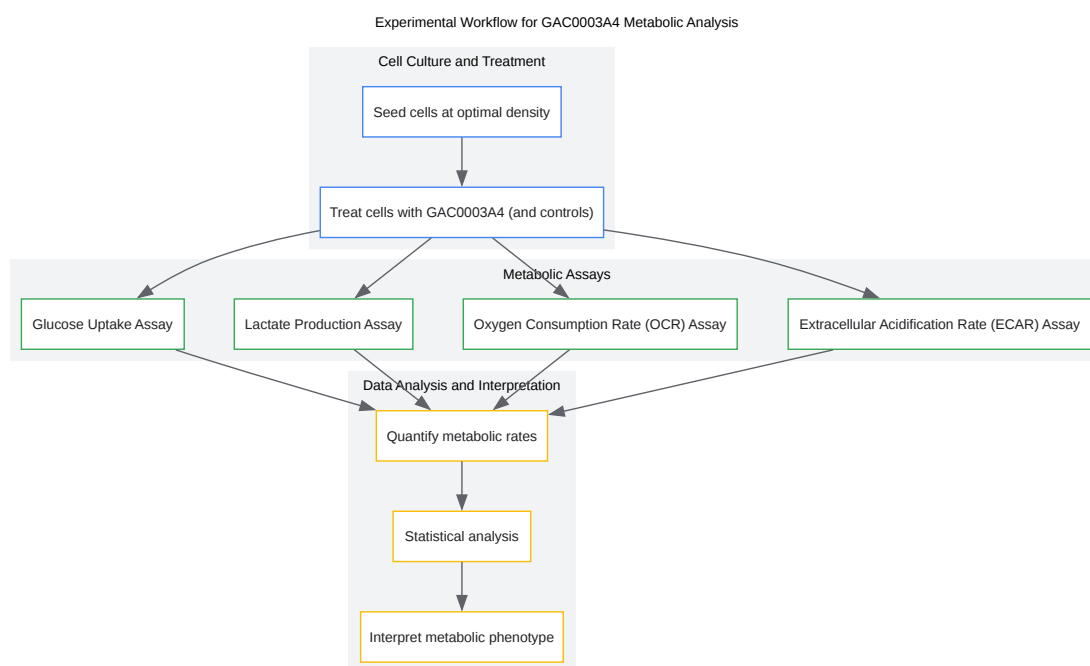 Experimental Workflow for GAC0003A4 Metabolic Analysis
Cell Culture and Treatment
Seed cells at optimal density
Treat cells with GAC0003A4 (and controls)
Metabolic Assays
Glucose Uptake Assay
Lactate Production Assay
Oxygen Consumption Rate (OCR) Assay
Extracellular Acidification Rate (ECAR) Assay
Data Analysis and Interpretation
Quantify metabolic rates
Statistical analysis
Interpret metabolic phenotype